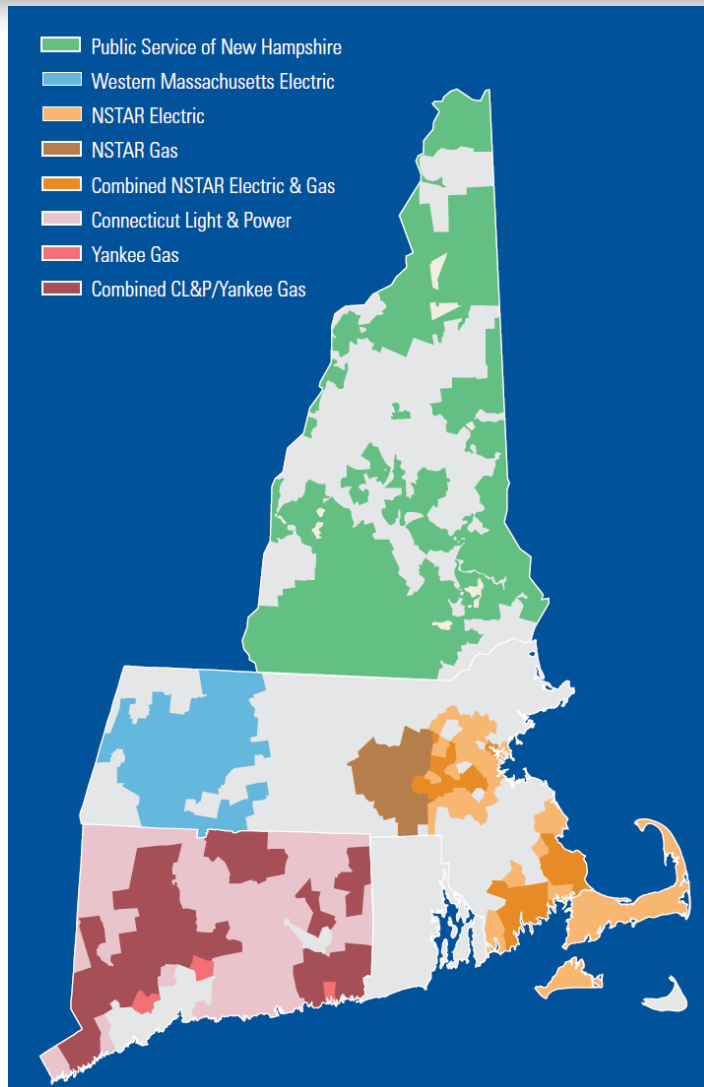 Public Service of New Hampshire
Western Massachusetts Electric
NSTAR Electric
NSTAR Gas
Combined NSTAR Electric & Gas
Connecticut Light & Power
Yankee Gas
Combined CL&P/Yankee Gas